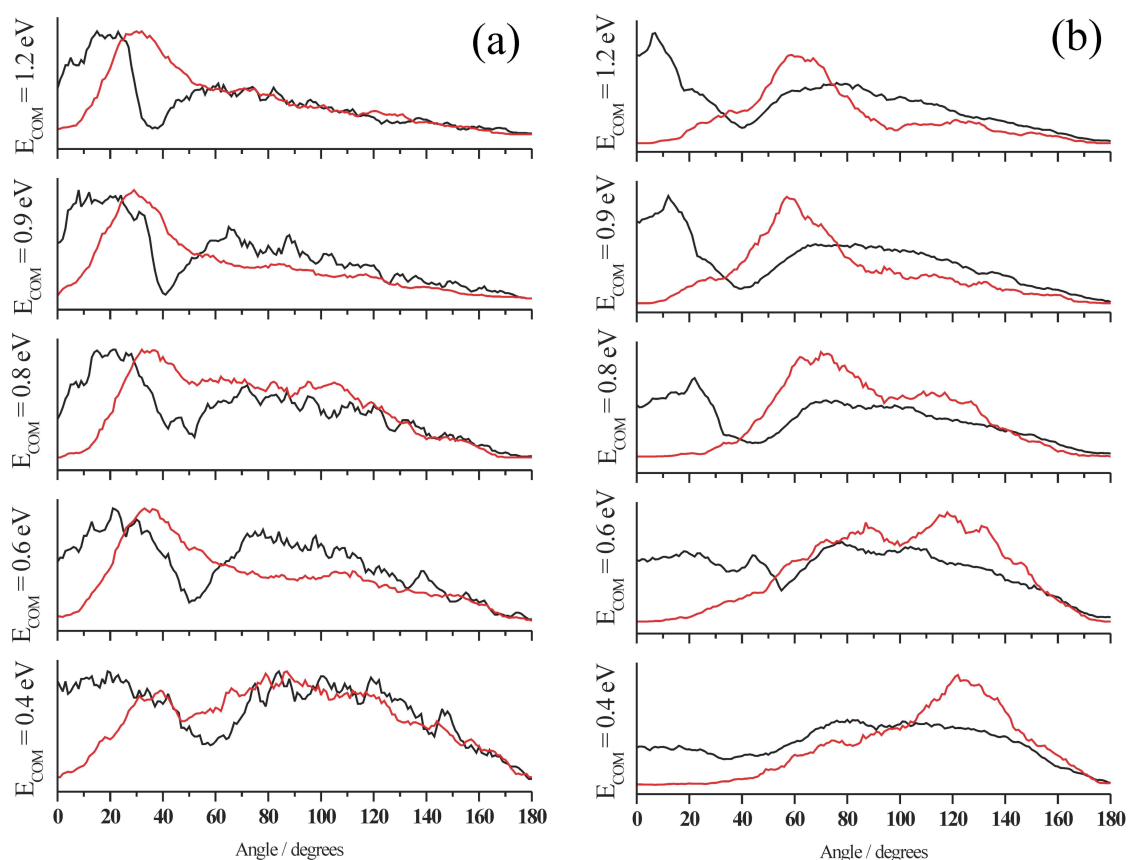 (a)
E_COM = 1.2 eV
E_COM = 0.9 eV
E_COM = 0.8 eV
E_COM = 0.6 eV
E_COM = 0.4 eV
0 20 40 60 80 100 120 140 160 180
Angle / degrees
(b)
E_COM = 1.2 eV
E_COM = 0.9 eV
E_COM = 0.8 eV
E_COM = 0.6 eV
E_COM = 0.4 eV
0 20 40 60 80 100 120 140 160 180
Angle / degrees